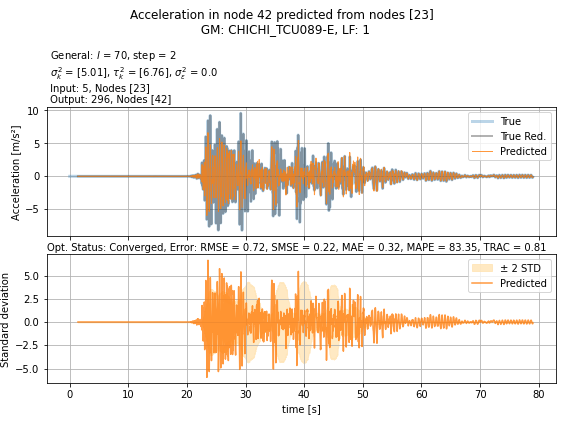 Acceleration in node 42 predicted from nodes [23]
GM: CHICHI_TCU089-E, LF: 1
General: l = 70, step = 2
σ²ₖ = [5.01], τ²ₖ = [6.76], σ²ε = 0.0
Input: 5, Nodes [23]
Output: 296, Nodes [42]
10
5
0
−5
Acceleration [m/s²]
True
True Red.
Predicted
Opt. Status: Converged, Error: RMSE = 0.72, SMSE = 0.22, MAE = 0.32, MAPE = 83.35, TRAC = 0.81
5.0
2.5
0.0
−2.5
−5.0
Standard deviation
± 2 STD
Predicted
0 10 20 30 40 50 60 70 80
time [s]